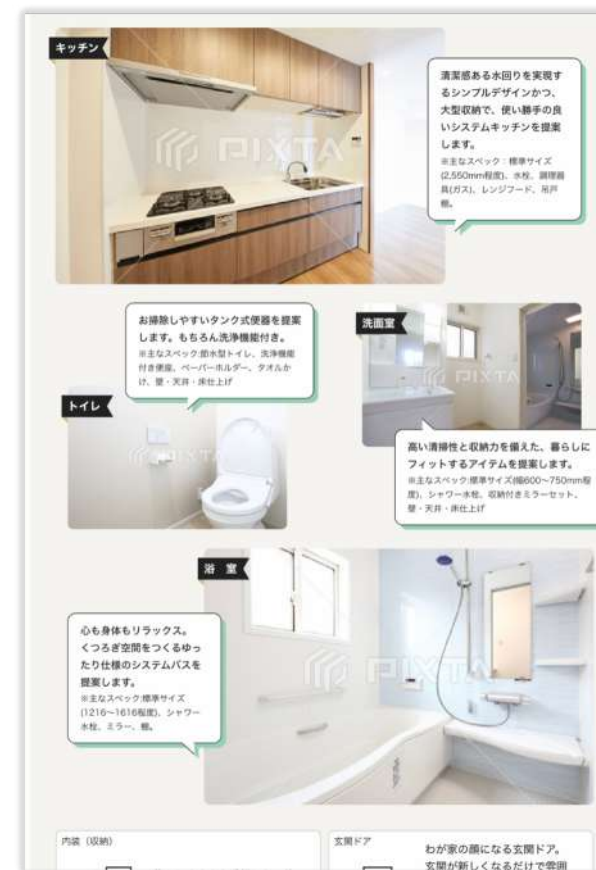 キッチン
清潔感ある水回りを実現す
るシンプルデザインかつ、
大型収納で、使い勝手の良
いシステムキッチンを提案
します。
※主なスペック：標準サイズ
(2,550mm程度)、水栓、調理器
具(ガス)、レンジフード、吊戸
棚。
PIXTA
お掃除しやすいタンク式便器を提案
します。もちろん洗浄機能付き。
※主なスペック:節水型トイレ、洗浄機能
付き便座、ペーパーホルダー、タオルか
け、壁・天井・床仕上げ
トイレ
洗面室
PIXTA
高い清掃性と収納力を備えた、暮らしに
フィットするアイテムを提案します。
※主なスペック:標準サイズ(幅600〜750mm程
度)、シャワー水栓、収納付きミラーセット、
壁・天井・床仕上げ
浴 室
PIXTA
心も身体もリラックス。
くつろぎ空間をつくるゆっ
たり仕様のシステムバスを
提案します。
※主なスペック:標準サイズ
(1216〜1616程度)、シャワー
水栓、ミラー、棚。
内装（収納）
玄関ドア
わが家の顔になる玄関ドア。
玄関が新しくなるだけで雰囲